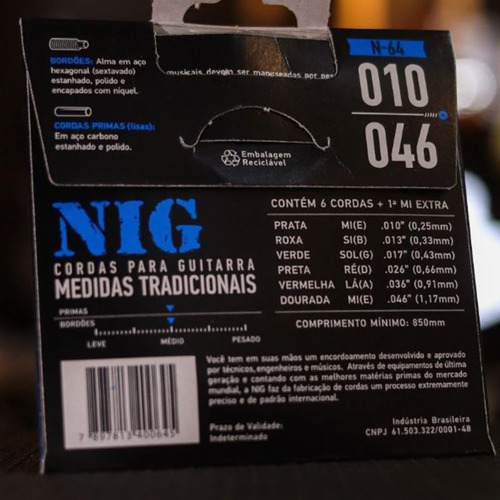 BORDÕES: Alma em aço
hexagonal (sextavado)
estanhado, polido e
encapados com níquel.
CORDAS PRIMAS (lisas):
Em aço carbono
estanhado e polido.
musicais devem ser manuseadas por
Embalagem
Reciclável
N-64
010
046
NIG
CORDAS PARA GUITARRA
MEDIDAS TRADICIONAIS
PRIMAS
BORDÕES
LEVE MÉDIO PESADO
CONTÉM 6 CORDAS + 1ª MI EXTRA
PRATA MI(E) .010" (0,25mm)
ROXA SI(B) .013" (0,33mm)
VERDE SOL(G) .017" (0,43mm)
PRETA RÉ(D) .026" (0,66mm)
VERMELHA LÁ(A) .036" (0,91mm)
DOURADA MI(E) .046" (1,17mm)
COMPRIMENTO MÍNIMO: 850mm
Você tem em suas mãos um encordoamento desenvolvido e aprovado
por técnicos, engenheiros e músicos. Através de equipamentos de última
geração e contando com as melhores matérias primas do mercado
mundial, a NIG faz da fabricação de cordas um processo extremamente
preciso e de padrão internacional.
7 897813 400645
Prazo de Validade:
Indeterminado
Indústria Brasileira
CNPJ 61.503.322/0001-48